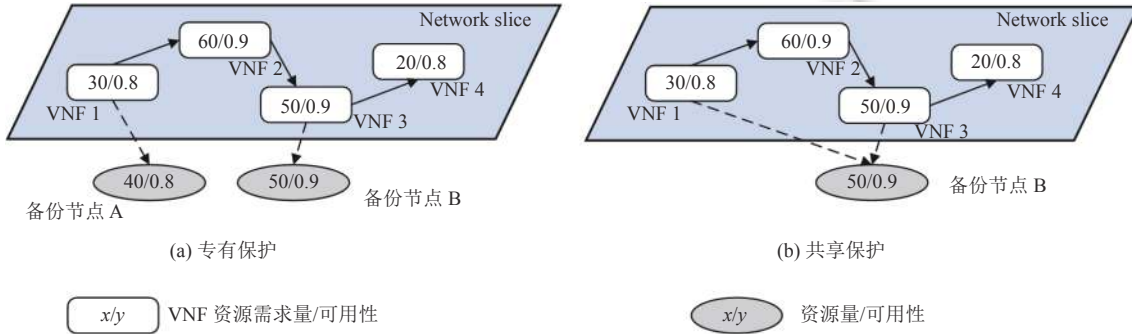 Network slice
60/0.9
VNF 2
20/0.8
VNF 4
30/0.8
VNF 1
50/0.9
VNF 3
40/0.8
备份节点 A
50/0.9
备份节点 B
(a) 专有保护
Network slice
60/0.9
VNF 2
20/0.8
VNF 4
30/0.8
VNF 1
50/0.9
VNF 3
50/0.9
备份节点 B
(b) 共享保护
x/y VNF 资源需求量/可用性
x/y 资源量/可用性